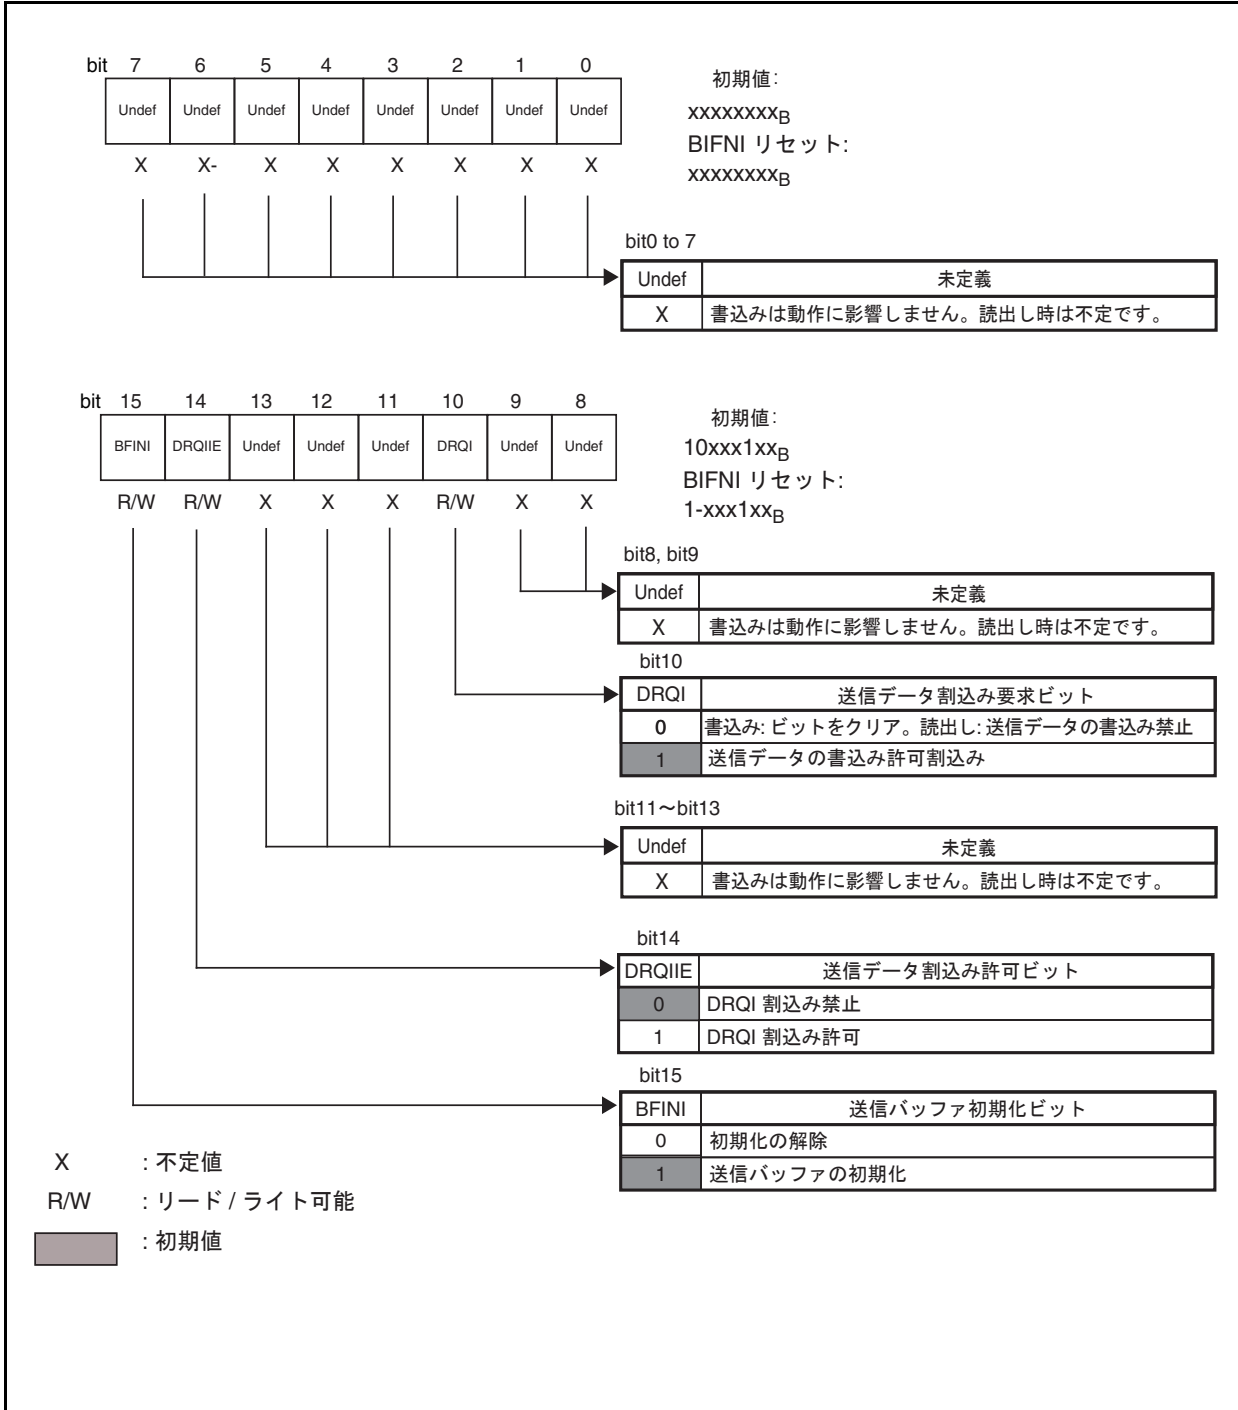 bit 7 6 5 4 3 2 1 0
Undef Undef Undef Undef Undef Undef Undef Undef
X X- X X X X X X
初期値:
xxxxxxxxB
BIFNI リセット:
xxxxxxxxB
bit0 to 7
Undef 未定義
X 書込みは動作に影響しません。読出し時は不定です。
bit 15 14 13 12 11 10 9 8
BFINI DRQIIE Undef Undef Undef DRQI Undef Undef
R/W R/W X X X R/W X X
初期値:
10xxx1xxB
BIFNI リセット:
1-xxx1xxB
bit8, bit9
Undef 未定義
X 書込みは動作に影響しません。読出し時は不定です。
bit10
DRQI 送信データ割込み要求ビット
0 書込み: ビットをクリア。読出し: 送信データの書込み禁止
1 送信データの書込み許可割込み
bit11～bit13
Undef 未定義
X 書込みは動作に影響しません。読出し時は不定です。
bit14
DRQIIE 送信データ割込み許可ビット
0 DRQI 割込み禁止
1 DRQI 割込み許可
bit15
BFINI 送信バッファ初期化ビット
0 初期化の解除
1 送信バッファの初期化
X : 不定値
R/W : リード / ライト可能
: 初期値